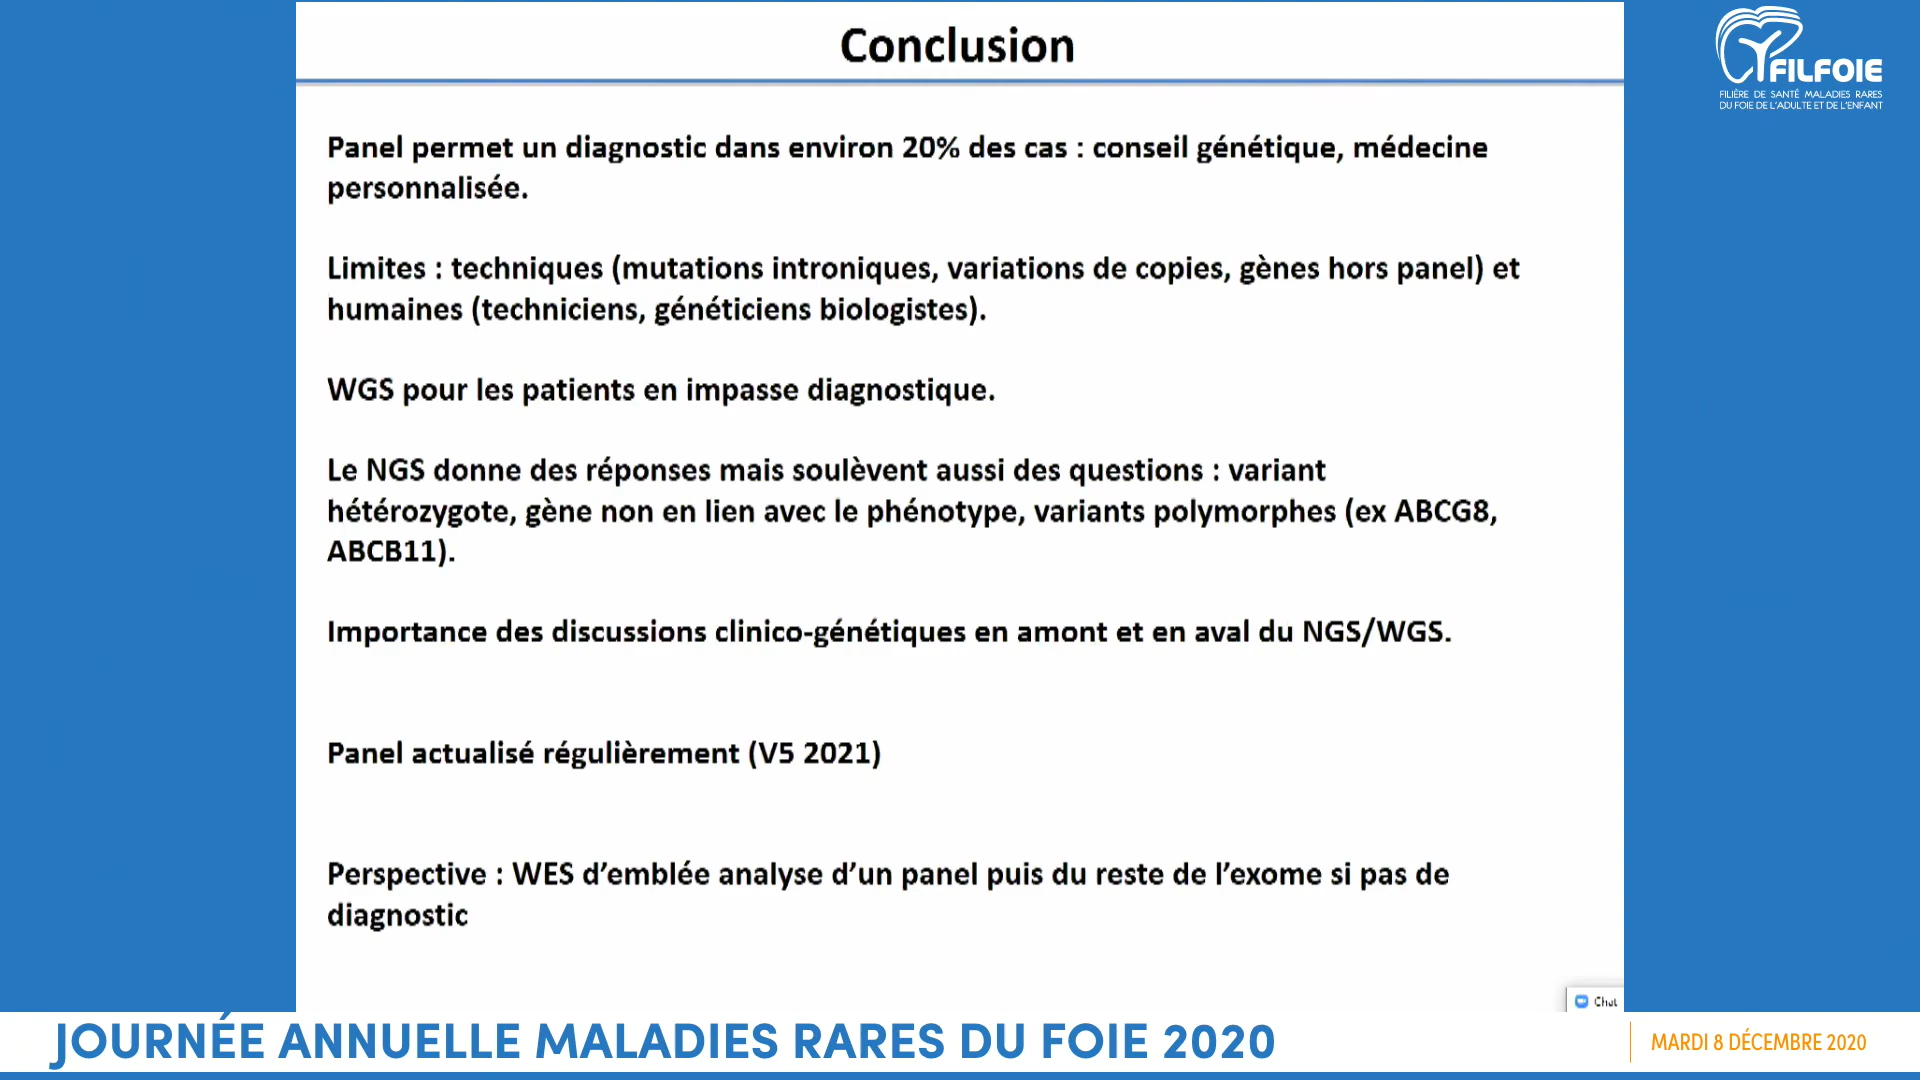 Conclusion
FILFOIE
FILIÈRE DE SANTÉ MALADIES RARES
DU FOIE DE L'ADULTE ET DE L'ENFANT
Panel permet un diagnostic dans environ 20% des cas : conseil génétique, médecine
personnalisée.
Limites : techniques (mutations introniques, variations de copies, gènes hors panel) et
humaines (techniciens, généticiens biologistes).
WGS pour les patients en impasse diagnostique.
Le NGS donne des réponses mais soulèvent aussi des questions : variant
hétérozygote, gène non en lien avec le phénotype, variants polymorphes (ex ABCG8,
ABCB11).
Importance des discussions clinico-génétiques en amont et en aval du NGS/WGS.
Panel actualisé régulièrement (V5 2021)
Perspective : WES d’emblée analyse d’un panel puis du reste de l’exome si pas de
diagnostic
Chat
JOURNÉE ANNUELLE MALADIES RARES DU FOIE 2020
MARDI 8 DÉCEMBRE 2020